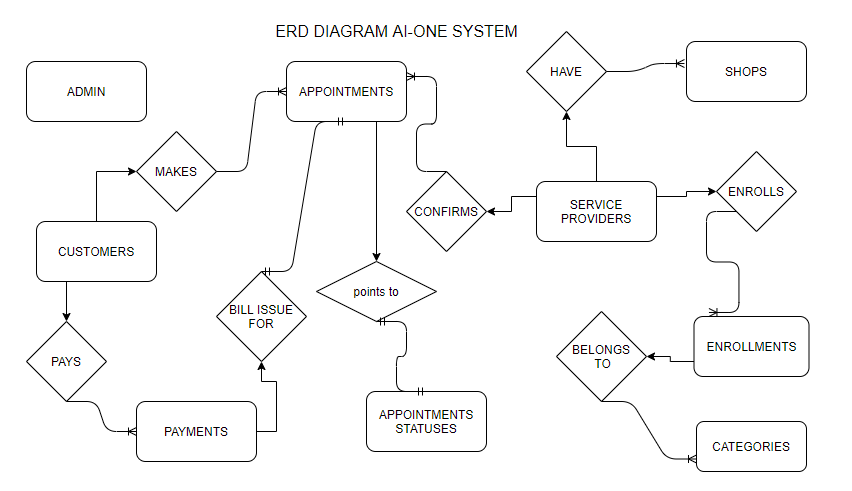 ERD DIAGRAM AI-ONE SYSTEM
ADMIN
APPOINTMENTS
HAVE
SHOPS
MAKES
CONFIRMS
SERVICE
PROVIDERS
ENROLLS
CUSTOMERS
BILL ISSUE
FOR
points to
PAYS
BELONGS
TO
ENROLLMENTS
PAYMENTS
APPOINTMENTS
STATUSES
CATEGORIES